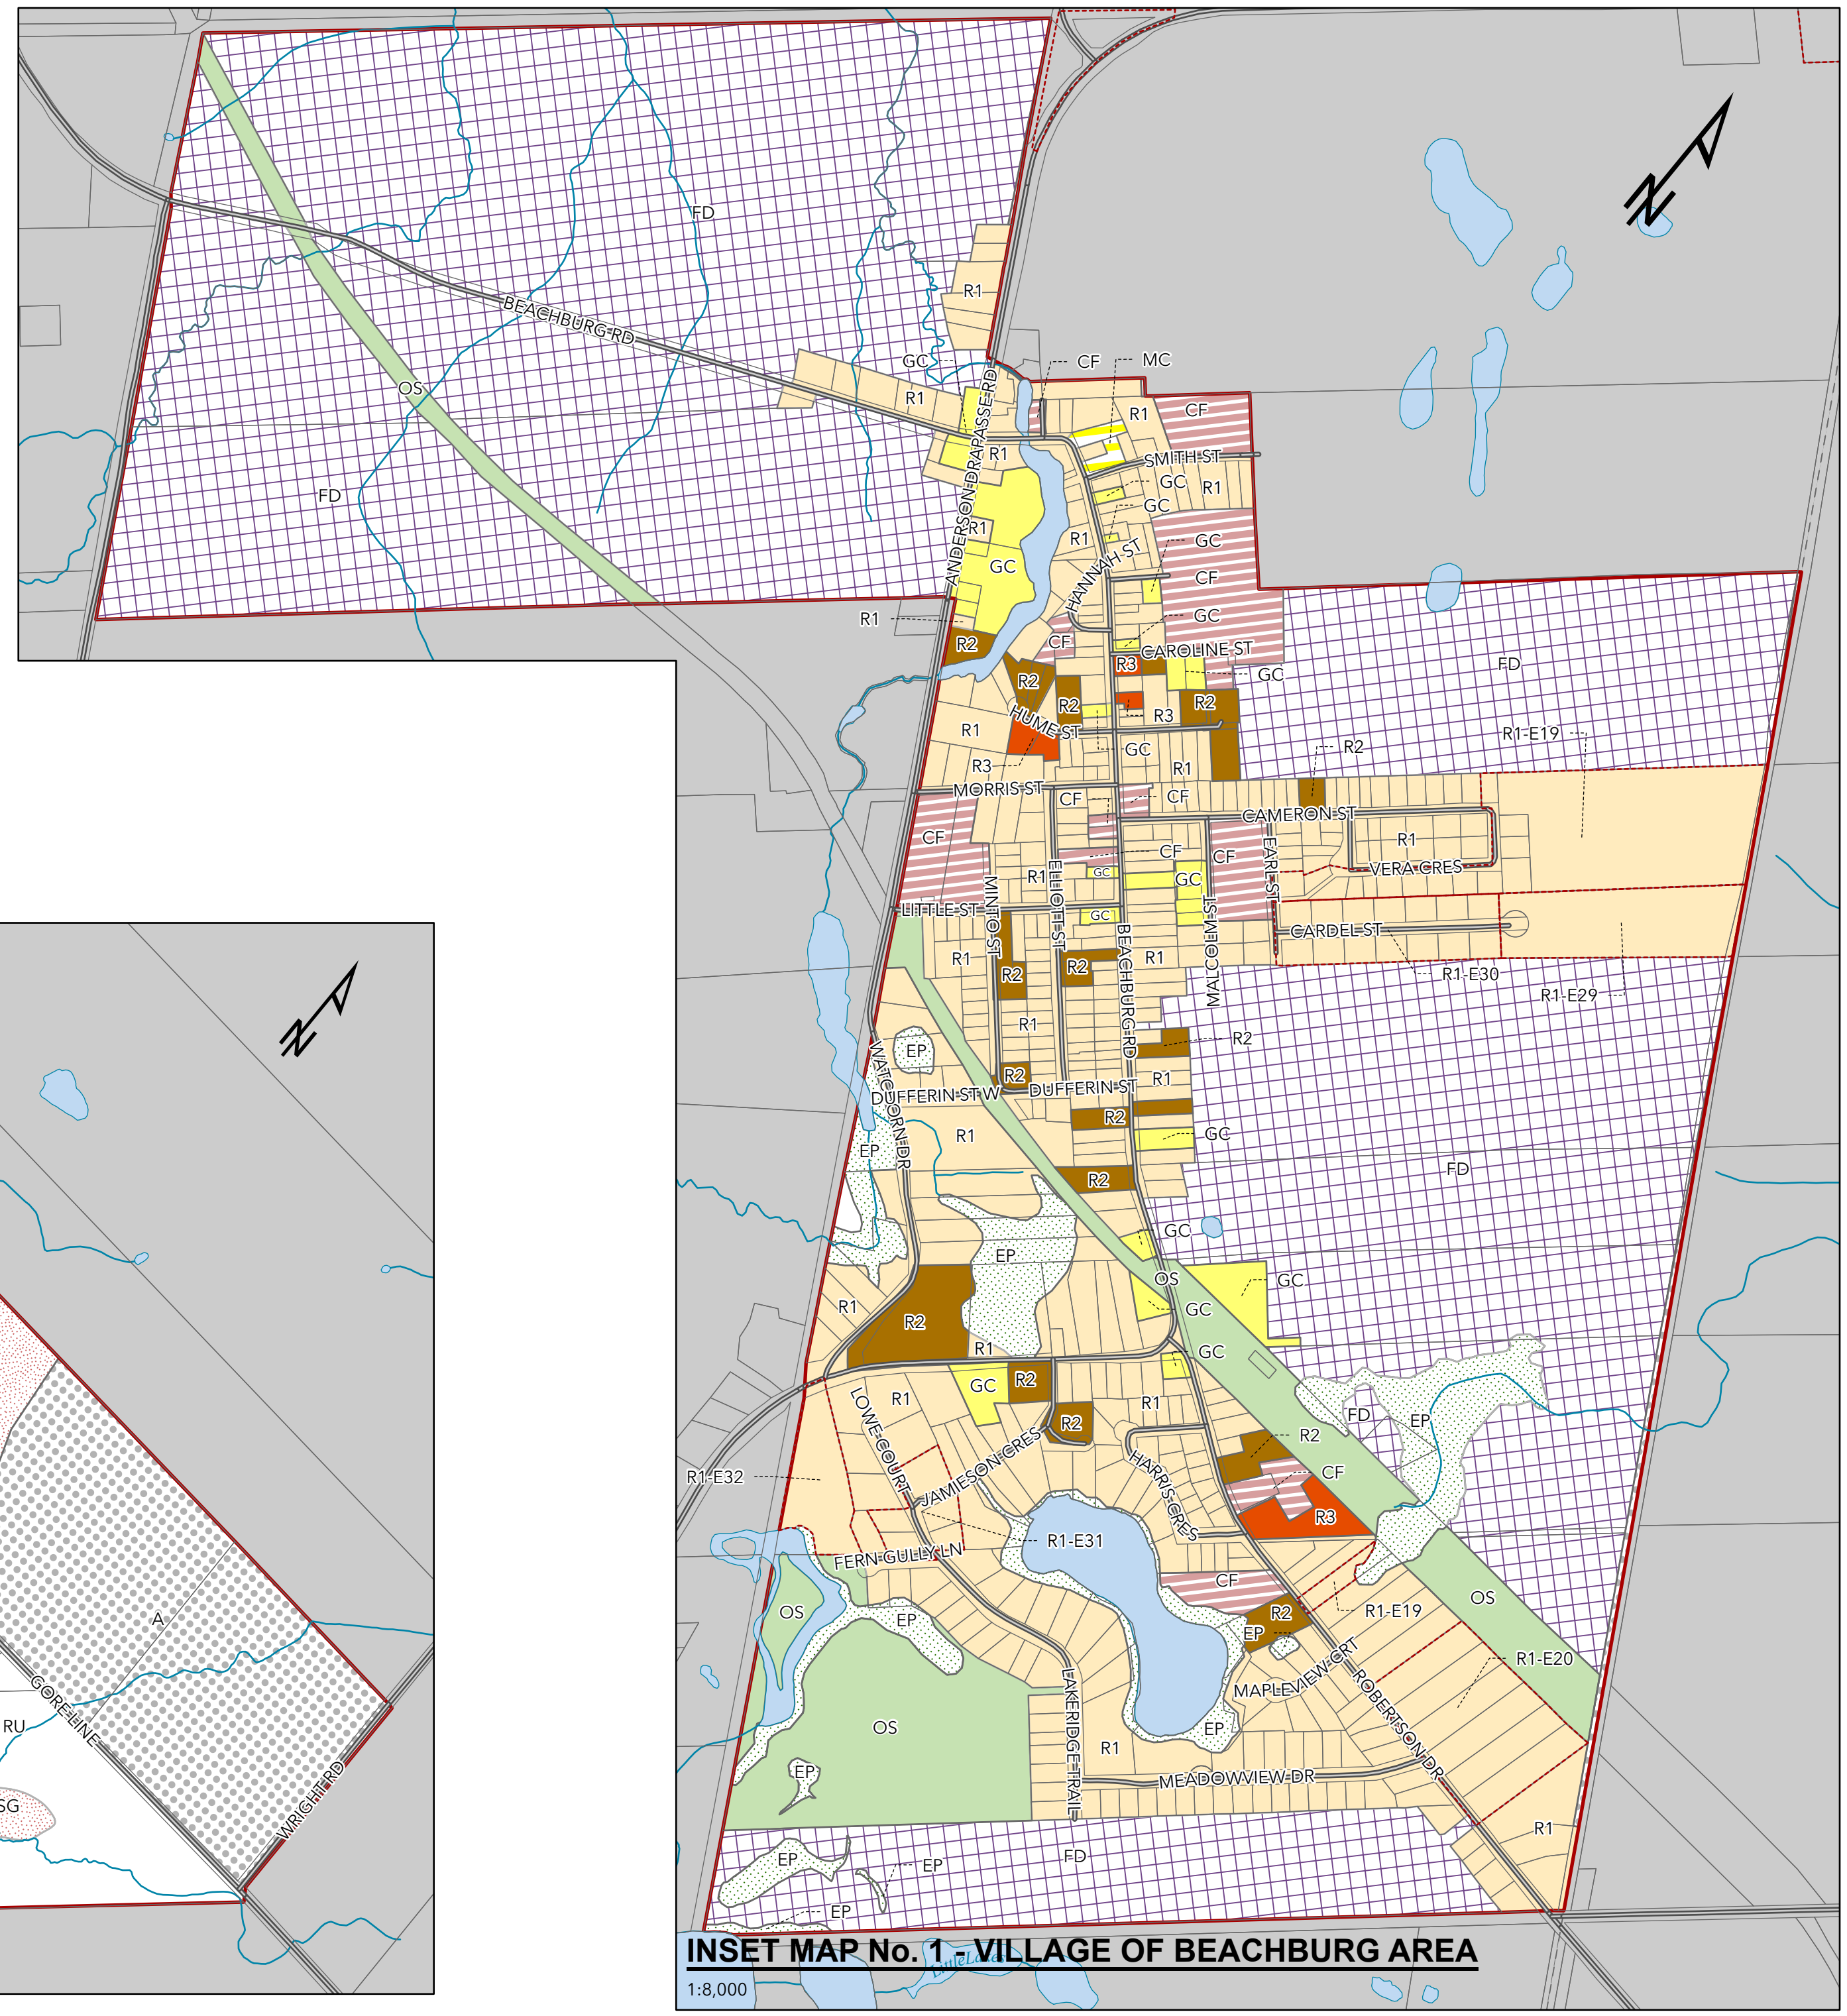 FD
BEACHBURG RD
R1
GC
CF
MC
OS
R1
R1
CF
ANDERSON DRAPASSERD
R1
SMITH ST
FD
GC
R1
GC
R1
R1
GC
HANNAH ST
GC
CF
R1
GC
R2
CF
CAROLINE ST
R3
FD
GC
R2
R2
R2
HUME ST
R3
R1
R1-E19
GC
R2
R3
R1
MORRIS ST
CF
CF
CAMERON ST
CF
R1
CF
CF
EARL ST
VERA CRES
GC
GC
R1
ELLIOTT ST
MINTO ST
LITTLE ST
GC
MALCOLM ST
CARDEL ST
BEACHBURG RD
R1
R1
R2
R2
R1-E30
R1-E29
R1
R2
EP
WATCHORN DR
R2
R1
DUFFERIN ST
DUFFERIN ST W
R2
R1
GC
EP
FD
R2
GC
EP
OS
GC
R1
GC
R2
R1
GC
R2
GC
R1
R1
FD
EP
LOWE COURT
R2
R2
JAMIESON CRES
HARRIS CRES
CF
R1-E32
R3
R1-E31
FERN GULLY LN
CF
OS
OS
EP
R2
R1-E19
EP
MAPLEVIEW CRT
R1-E20
LAKERIDGE TRAIL
ROBERTSON DR
OS
EP
R1
EP
MEADOWVIEW DR
R1
FD
EP
EP
EP
A
GORE LINE
RU
WRIGHT RD
SG
INSET MAP No. 1 - VILLAGE OF BEACHBURG AREA
Little Lakes
1:8,000